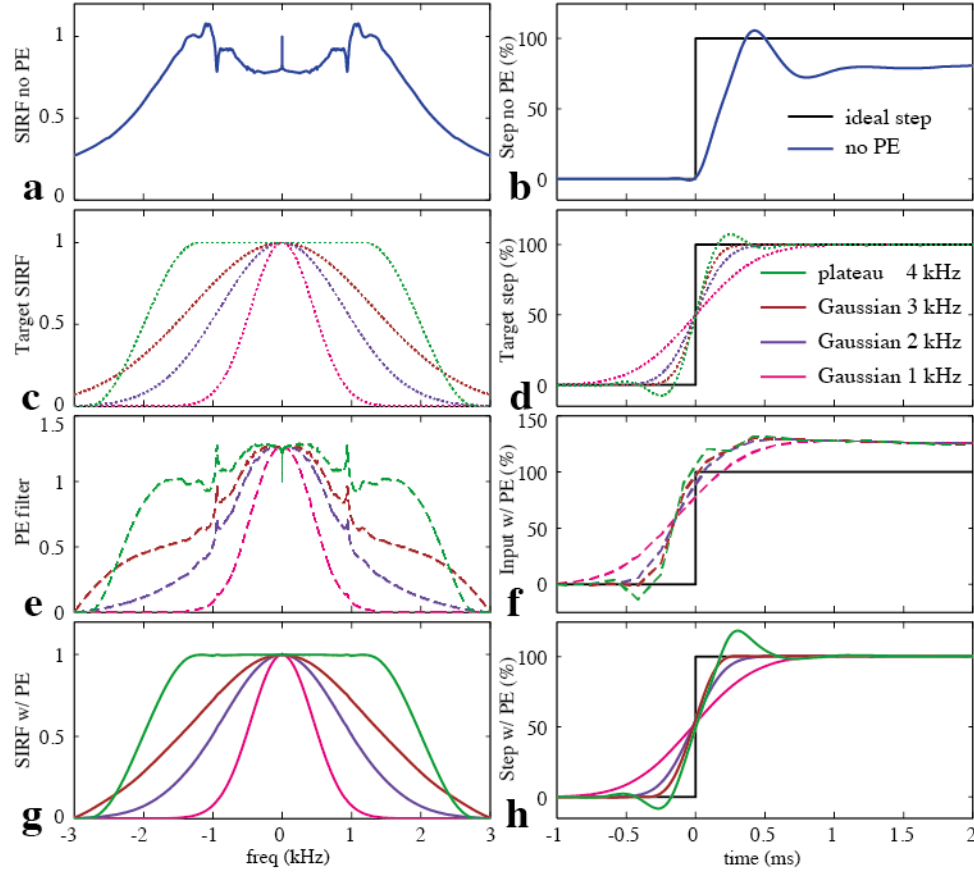 SIRF no PE
1
0.5
0
a
Step no PE (%)
100
50
0
ideal step
no PE
b
Target SIRF
1
0.5
0
c
Target step (%)
100
50
0
plateau 4 kHz
Gaussian 3 kHz
Gaussian 2 kHz
Gaussian 1 kHz
d
PE filter
1.5
1
0.5
0
e
Input w/ PE (%)
150
100
50
0
f
SIRF w/ PE
1
0.5
0
g
-3 -2 -1 0 1 2 3
freq (kHz)
Step w/ PE (%)
100
50
0
h
-1 -0.5 0 0.5 1 1.5 2
time (ms)